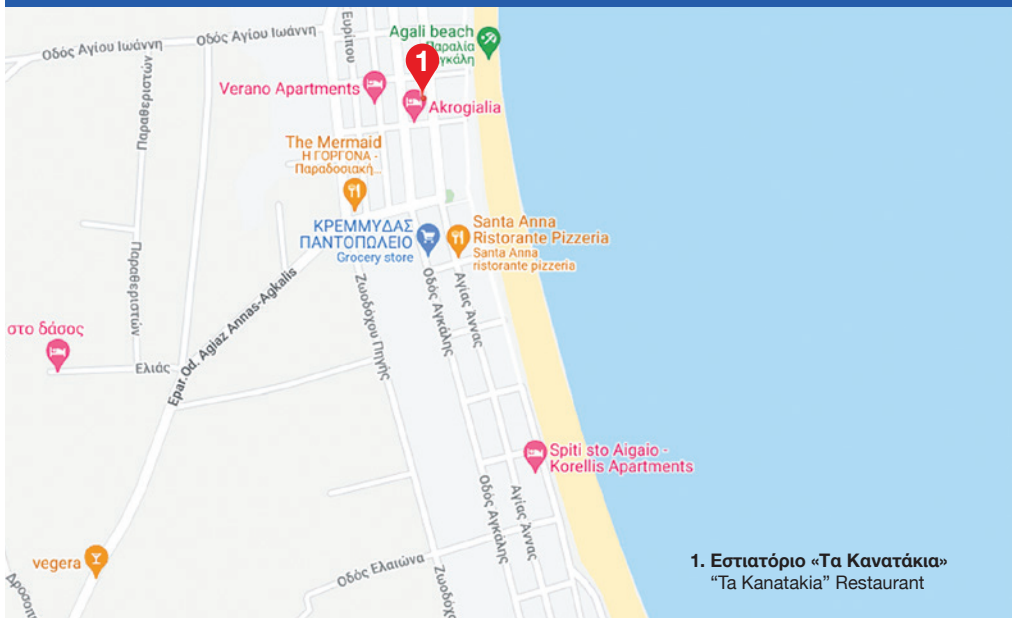 Οδός Αγίου Ιωάννη
Οδός Αγίου Ιωάννη
Ευρίπου
Agali beach
Παραλία
γκάλη
1
Παραθεριστών
Verano Apartments
Akrogialia
The Mermaid
Η ΓΟΡΓΟΝΑ -
Παραδοσιακή...
ΚΡΕΜΜΥΔΑΣ
ΠΑΝΤΟΠΩΛΕΙΟ
Grocery store
Santa Anna
Ristorante Pizzeria
Santa Anna
ristorante pizzeria
Παραθεριστών
Epar.Od. Agiaz Annas-Agkalis
Ζωοδόχου Πηγής
Οδός Αγκάλης
Αγίας Άννας
στο δάσος
Ελιάς
Spiti sto Aigaio -
Korellis Apartments
Οδός Αγκάλης
Αγίας Άννας
vegera
Οδός Ελαιώνα
Ζωοδόχο
Δροσοπ
1. Εστιατόριο «Τα Κανατάκια»
“Ta Kanatakia” Restaurant